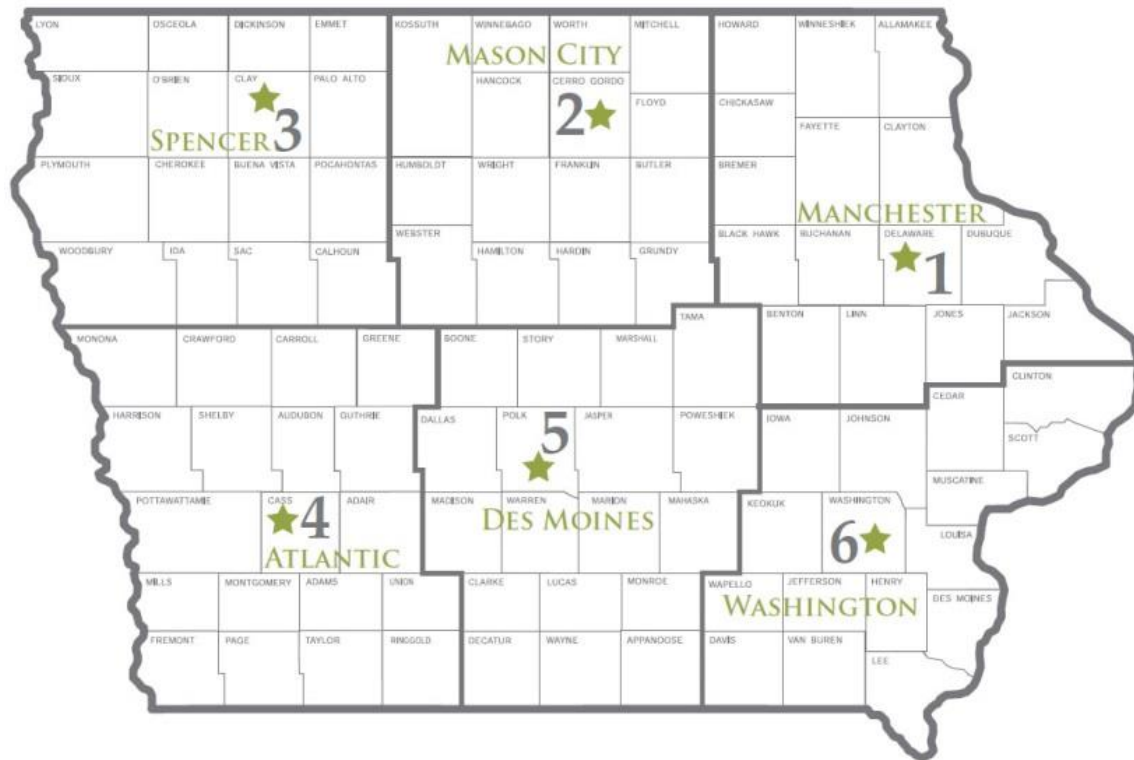 LYON OSCEOLA DICKINSON EMMET KOSSUTH WINNEBAGO WORTH MITCHELL HOWARD WINNESHIEK ALLAMAKEE
MASON CITY
SIOUX O'BRIEN CLAY PALO ALTO HANCOCK CERRO GORDO
FLOYD CHICKASAW
2
SPENCER 3
FAYETTE CLAYTON
PLYMOUTH CHEROKEE BUENA VISTA POCAHONTAS HUMBOLDT WRIGHT FRANKLIN BUTLER BREMER
MANCHESTER
WEBSTER BLACK HAWK BUCHANAN DELAWARE DUBUQUE
WOODBURY IDA SAC CALHOUN HAMILTON HARDIN GRUNDY
1
TAMA BENTON LINN JONES JACKSON
MONONA CRAWFORD CARROLL GREENE BOONE STORY MARSHALL
CLINTON
CEDAR
HARRISON SHELBY AUDUBON GUTHRIE DALLAS POLK JASPER POWESHIEK IOWA JOHNSON
5
SCOTT
MUSCATINE
POTTAWATTAMIE CASS ADAIR MADISON WARREN MARION MAHASKA KEOKUK WASHINGTON
4 DES MOINES
LOUISA
6
ATLANTIC
MILLS MONTGOMERY ADAMS UNION CLARKE LUCAS MONROE WAPELLO JEFFERSON HENRY
DES MOINES
WASHINGTON
FREMONT PAGE TAYLOR RINGGOLD DECATUR WAYNE APPANOOSE DAVIS VAN BUREN
LEE